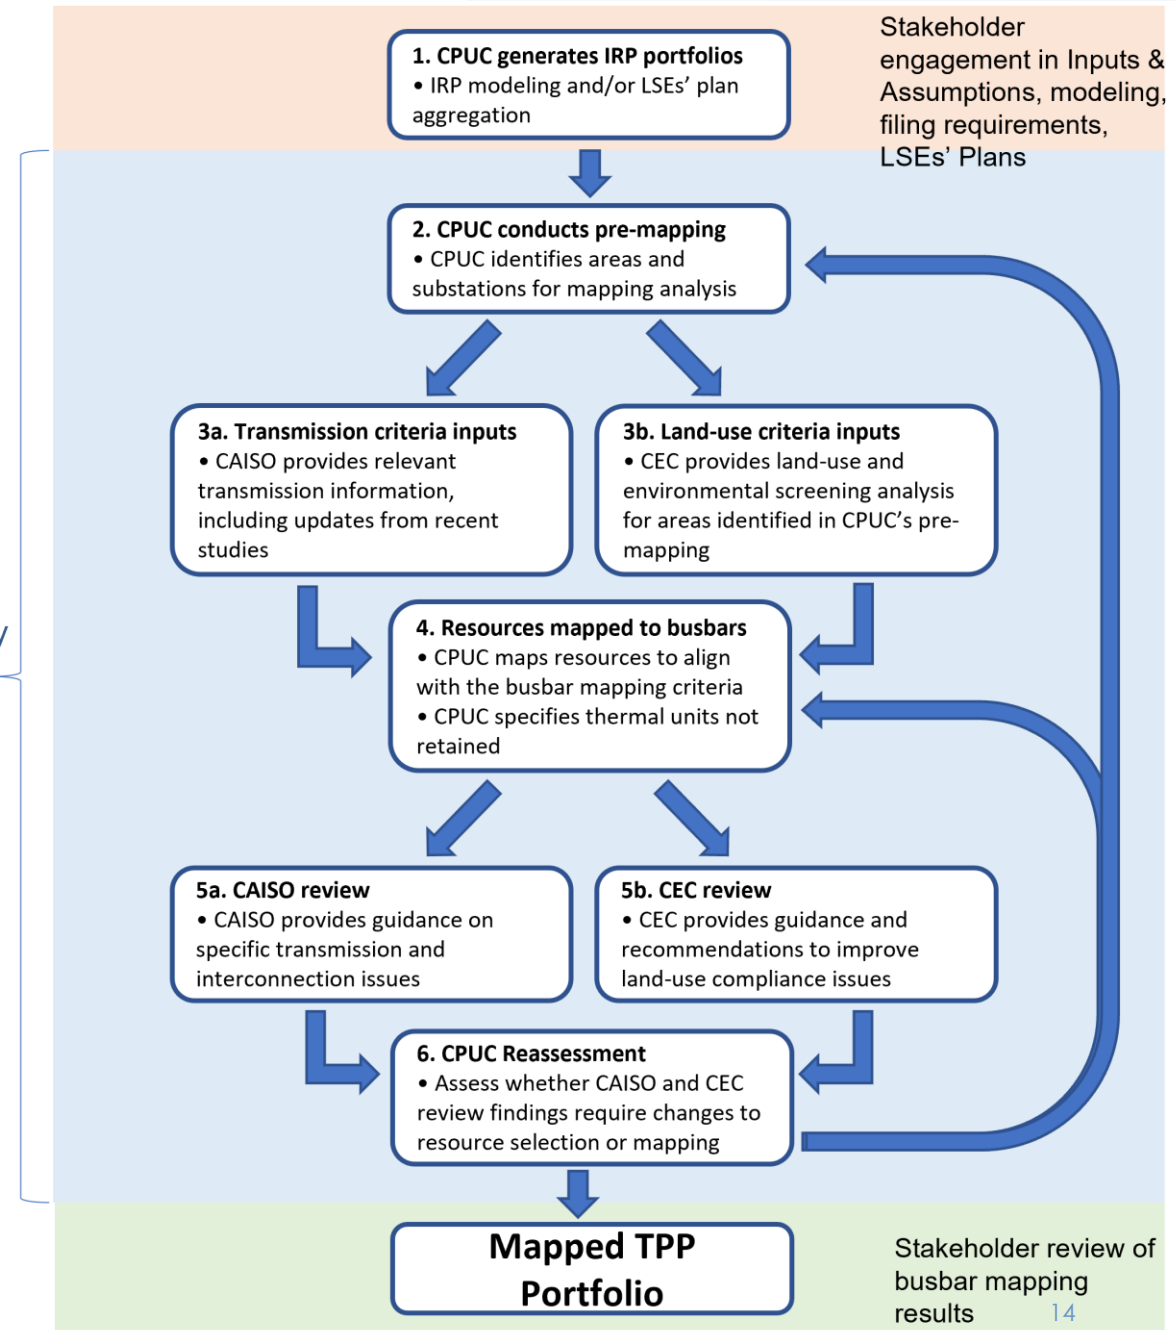 Stakeholder
engagement in Inputs &
Assumptions, modeling,
filing requirements,
LSEs' Plans
1. CPUC generates IRP portfolios
• IRP modeling and/or LSEs' plan
aggregation
2. CPUC conducts pre-mapping
• CPUC identifies areas and
substations for mapping analysis
3a. Transmission criteria inputs
• CAISO provides relevant
transmission information,
including updates from recent
studies
3b. Land-use criteria inputs
• CEC provides land-use and
environmental screening analysis
for areas identified in CPUC's pre-
mapping
4. Resources mapped to busbars
• CPUC maps resources to align
with the busbar mapping criteria
• CPUC specifies thermal units not
retained
5a. CAISO review
• CAISO provides guidance on
specific transmission and
interconnection issues
5b. CEC review
• CEC provides guidance and
recommendations to improve
land-use compliance issues
6. CPUC Reassessment
• Assess whether CAISO and CEC
review findings require changes to
resource selection or mapping
Mapped TPP
Portfolio
Stakeholder review of
busbar mapping
results
14